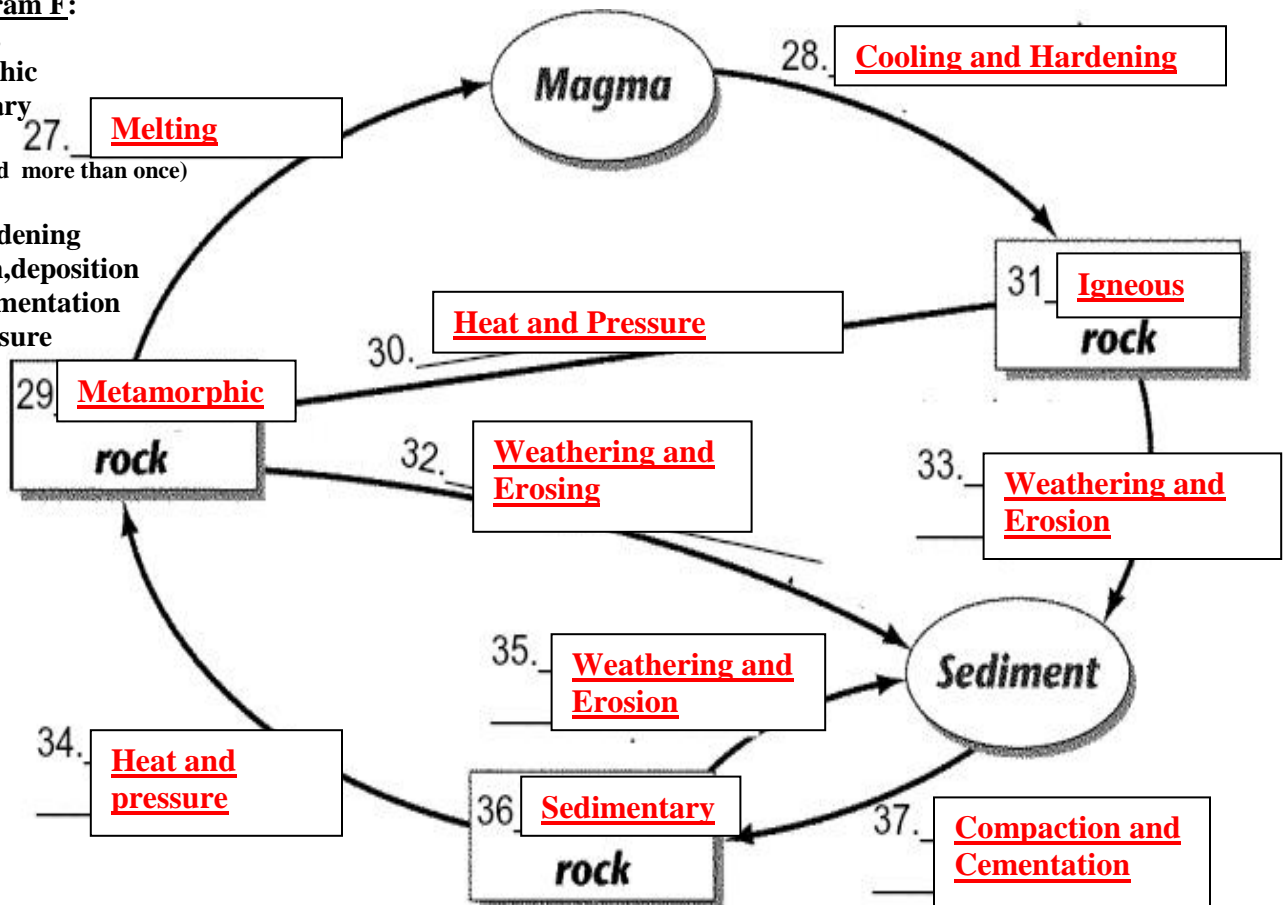 ram F:
hic
ary
27. Melting
d more than once)
dening
n,deposition
mentation
sure
Magma
28. Cooling and Hardening
31 Igneous
rock
30. Heat and Pressure
29 Metamorphic
rock
32. Weathering and
Erosing
33. Weathering and
Erosion
Sediment
35. Weathering and
Erosion
34. Heat and
pressure
36 Sedimentary
rock
37. Compaction and
Cementation